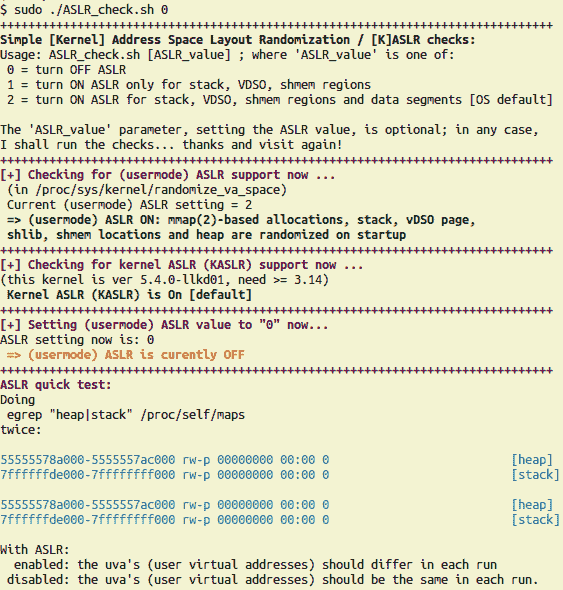 $ sudo ./ASLR_check.sh 0
+++++++++++++++++++++++++++++++++++++++++++++++++++++++++++++++++++++++++++++++
Simple [Kernel] Address Space Layout Randomization / [K]ASLR checks:
Usage: ASLR_check.sh [ASLR_value] ; where 'ASLR_value' is one of:
 0 = turn OFF ASLR
 1 = turn ON ASLR only for stack, VDSO, shmem regions
 2 = turn ON ASLR for stack, VDSO, shmem regions and data segments [OS default]

The 'ASLR_value' parameter, setting the ASLR value, is optional; in any case,
I shall run the checks... thanks and visit again!
+++++++++++++++++++++++++++++++++++++++++++++++++++++++++++++++++++++++++++++++
[+] Checking for (usermode) ASLR support now ...
 (in /proc/sys/kernel/randomize_va_space)
 Current (usermode) ASLR setting = 2
 => (usermode) ASLR ON: mmap(2)-based allocations, stack, vDSO page,
 shlib, shmem locations and heap are randomized on startup
+++++++++++++++++++++++++++++++++++++++++++++++++++++++++++++++++++++++++++++++
[+] Checking for kernel ASLR (KASLR) support now ...
(this kernel is ver 5.4.0-llkd01, need >= 3.14)
 Kernel ASLR (KASLR) is On [default]
+++++++++++++++++++++++++++++++++++++++++++++++++++++++++++++++++++++++++++++++
[+] Setting (usermode) ASLR value to "0" now...
ASLR setting now is: 0
 => (usermode) ASLR is curently OFF
+++++++++++++++++++++++++++++++++++++++++++++++++++++++++++++++++++++++++++++++
ASLR quick test:
Doing
 egrep "heap|stack" /proc/self/maps
twice:

55555578a000-5555557ac000 rw-p 00000000 00:00 0 [heap]
7ffffffde000-7ffffffff000 rw-p 00000000 00:00 0 [stack]

55555578a000-5555557ac000 rw-p 00000000 00:00 0 [heap]
7ffffffde000-7ffffffff000 rw-p 00000000 00:00 0 [stack]

With ASLR:
  enabled: the uva's (user virtual addresses) should differ in each run
 disabled: the uva's (user virtual addresses) should be the same in each run.